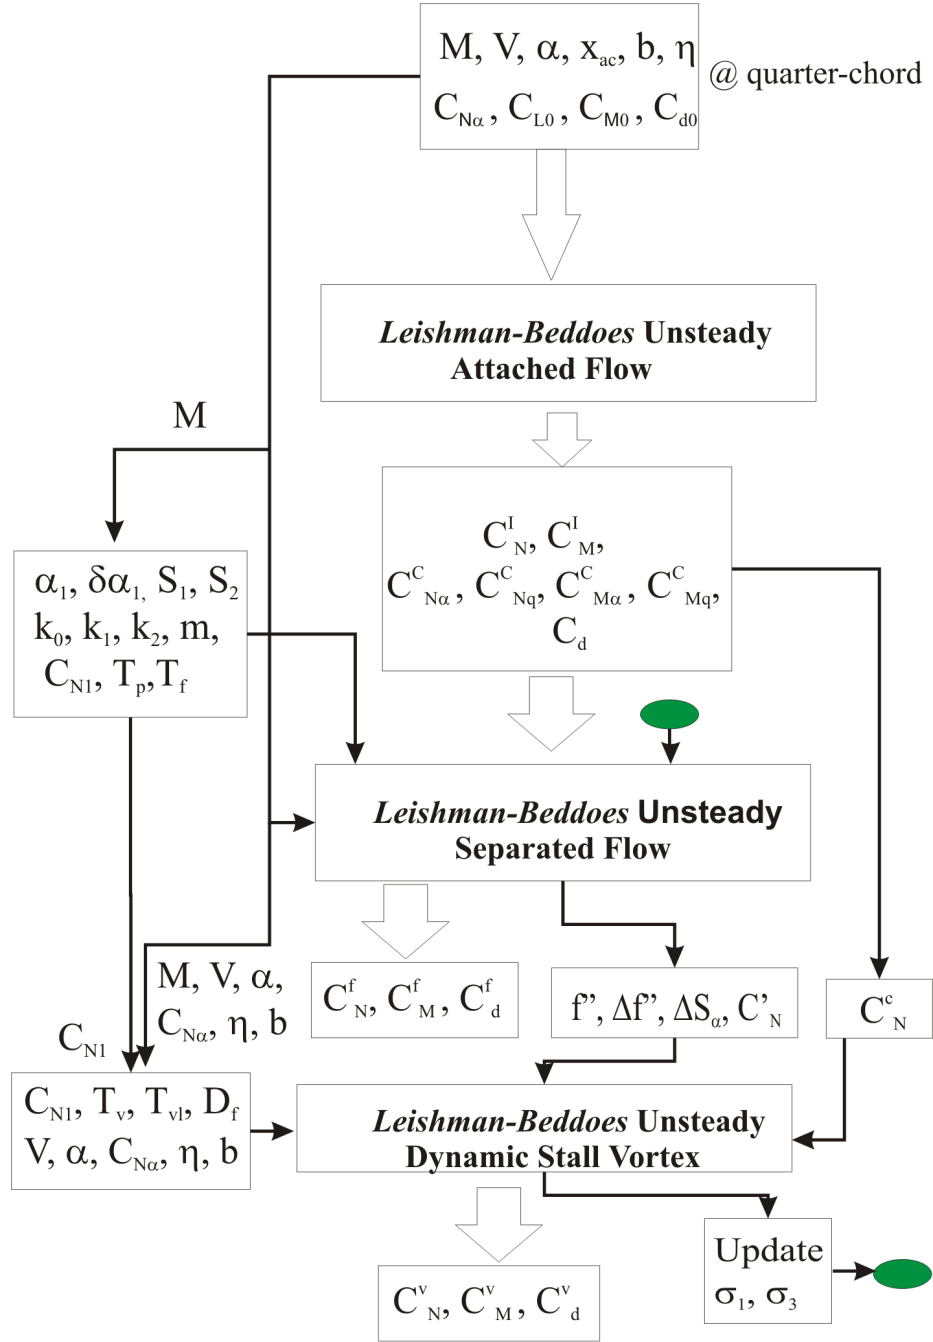 M, V, α, x_ac, b, η
@ quarter-chord
C_Nα, C_L0, C_M0, C_d0
Leishman-Beddoes Unsteady
Attached Flow
M
C^I_N, C^I_M,
C^C_Nα, C^C_Nq, C^C_Mα, C^C_Mq,
C_d
α_1, δα_1, S_1, S_2
k_0, k_1, k_2, m,
C_N1, T_p, T_f
Leishman-Beddoes Unsteady
Separated Flow
M, V, α,
C_Nα, η, b
C_N1
C^f_N, C^f_M, C^f_d
f”, Δf”, ΔS_α, C’_N
C^c_N
C_N1, T_v, T_vl, D_f
V, α, C_Nα, η, b
Leishman-Beddoes Unsteady
Dynamic Stall Vortex
Update
σ_1, σ_3
C^v_N, C^v_M, C^v_d